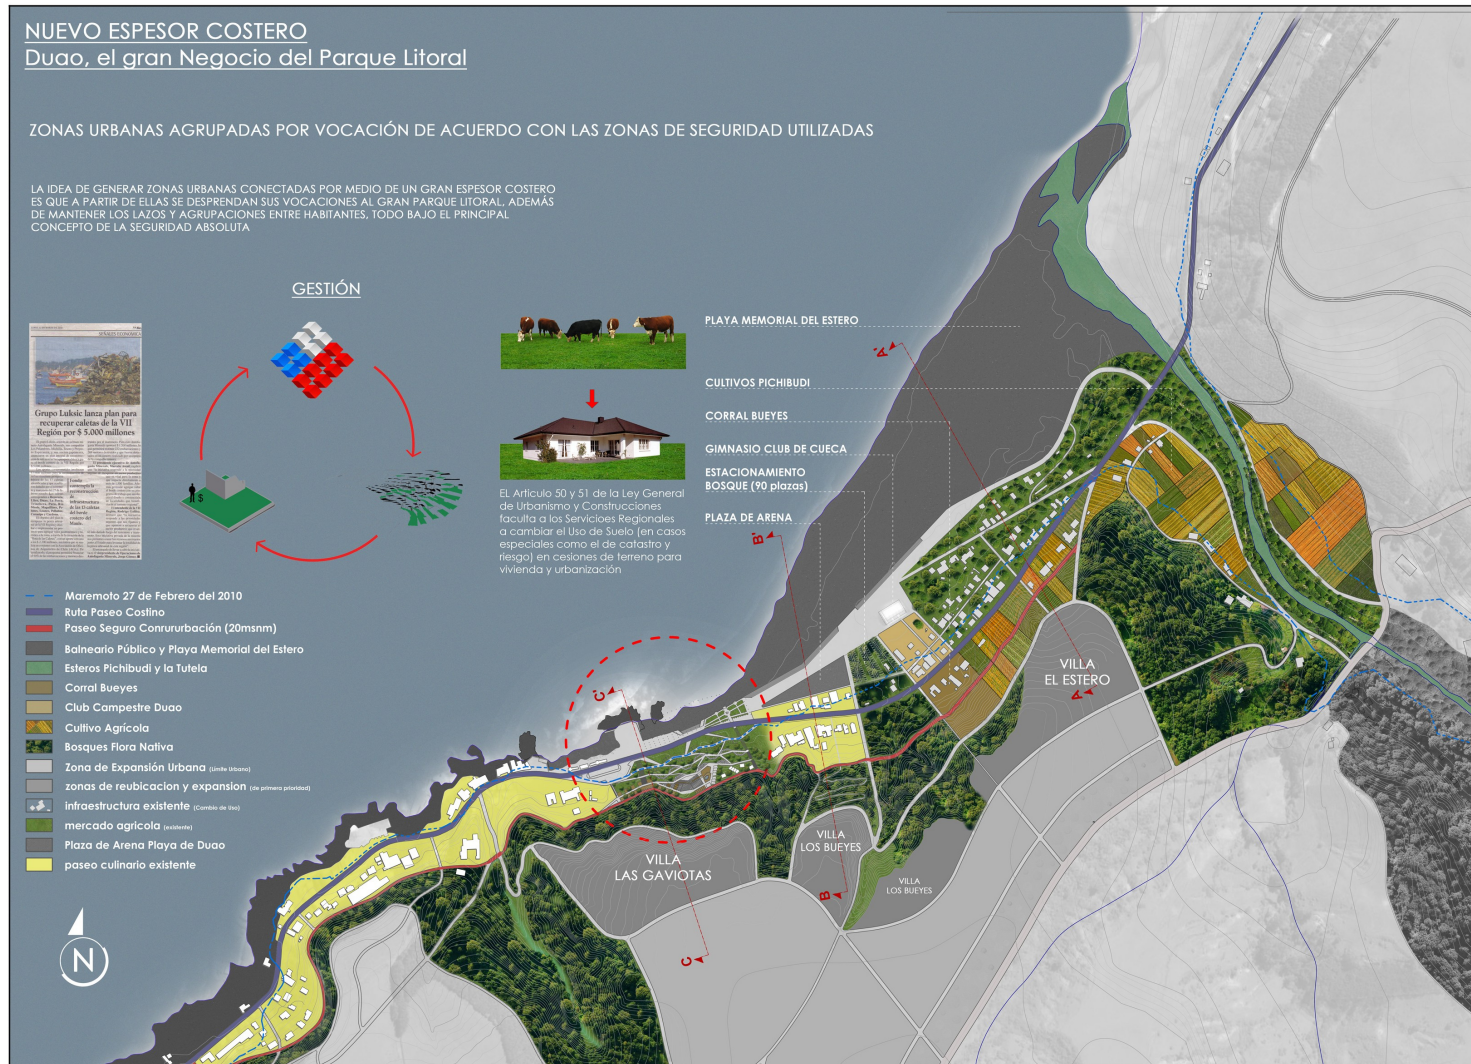 NUEVO ESPESOR COSTERO
Duao, el gran Negocio del Parque Litoral
ZONAS URBANAS AGRUPADAS POR VOCACIÓN DE ACUERDO CON LAS ZONAS DE SEGURIDAD UTILIZADAS
LA IDEA DE GENERAR ZONAS URBANAS CONECTADAS POR MEDIO DE UN GRAN ESPESOR COSTERO
ES QUE A PARTIR DE ELLAS SE DESPRENDAN SUS VOCACIONES AL GRAN PARQUE LITORAL, ADEMÁS
DE MANTENER LOS LAZOS Y AGRUPACIONES ENTRE HABITANTES, TODO BAJO EL PRINCIPAL
CONCEPTO DE LA SEGURIDAD ABSOLUTA
GESTIÓN
Grupo Luksic lanza plan para
recuperar caletas de la VII
Región por $ 5.000 millones
$
EL Articulo 50 y 51 de la Ley General
de Urbanismo y Construcciones
faculta a los Servicioes Regionales
a cambiar el Uso de Suelo (en casos
especiales como el de catastro y
riesgo) en cesiones de terreno para
vivienda y urbanización
PLAYA MEMORIAL DEL ESTERO
CULTIVOS PICHIBUDI
CORRAL BUEYES
GIMNASIO CLUB DE CUECA
ESTACIONAMIENTO
BOSQUE (90 plazas)
PLAZA DE ARENA
A'
B'
C'
A
B
C
VILLA
EL ESTERO
VILLA
LOS BUEYES
VILLA
LAS GAVIOTAS
VILLA
LOS BUEYES
Maremoto 27 de Febrero del 2010
Ruta Paseo Costino
Paseo Seguro Conrururbación (20msnm)
Balneario Público y Playa Memorial del Estero
Esteros Pichibudi y la Tutela
Corral Bueyes
Club Campestre Duao
Cultivo Agrícola
Bosques Flora Nativa
Zona de Expansión Urbana (Limite Urbano)
zonas de reubicacion y expansion (de primera prioridad)
infraestructura existente (Cambio de Uso)
mercado agricola (existente)
Plaza de Arena Playa de Duao
paseo culinario existente
N